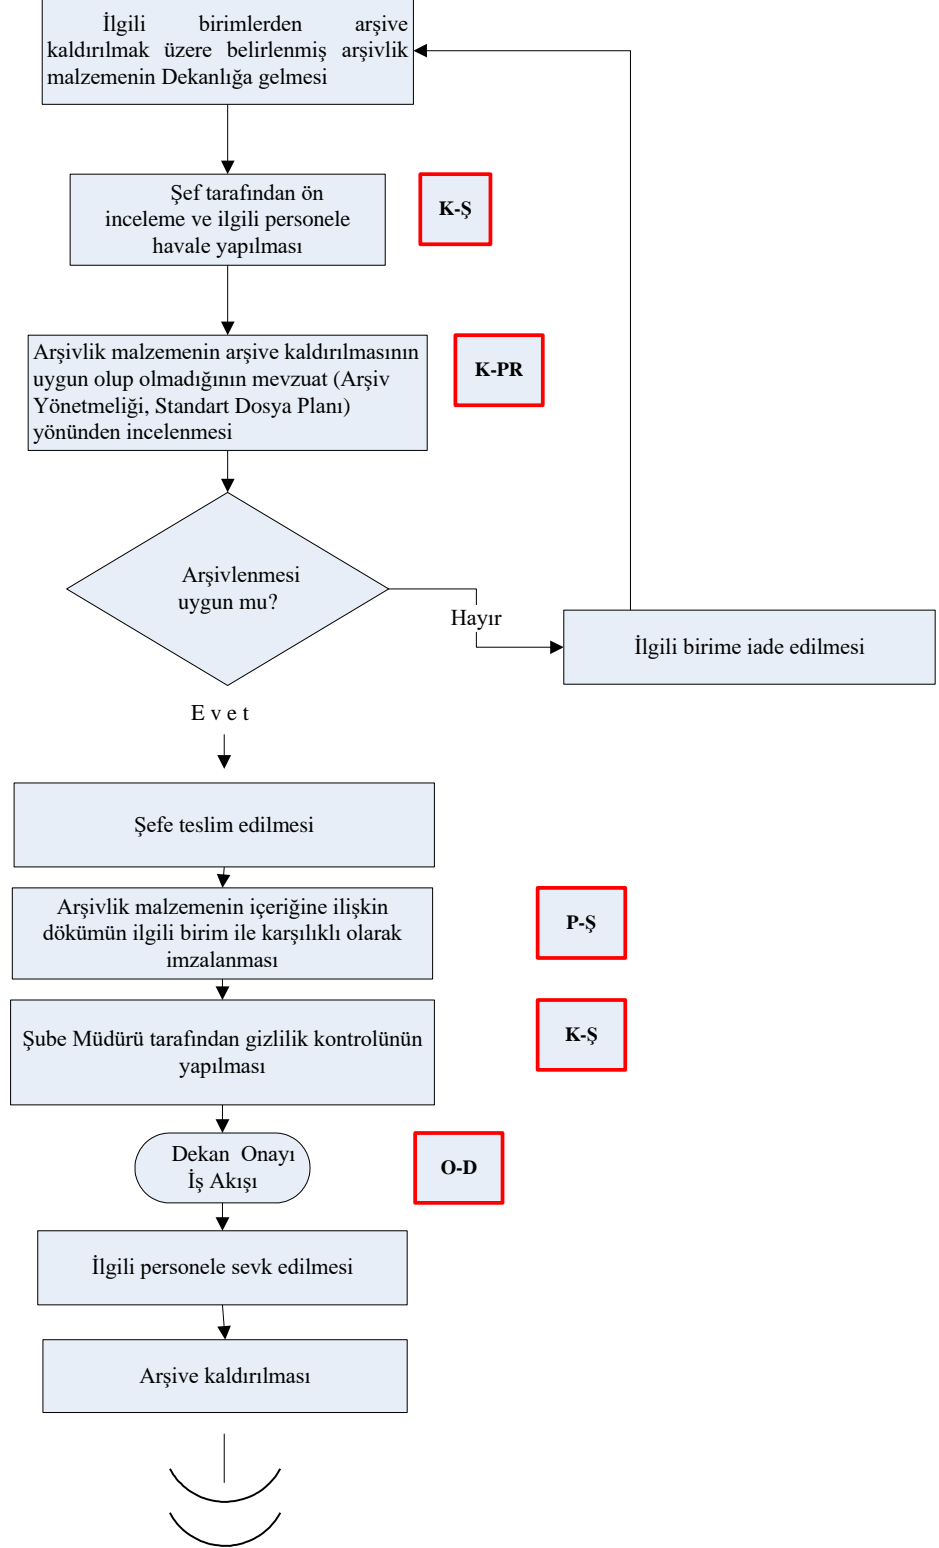 İlgili birimlerden arşive
kaldırılmak üzere belirlenmiş arşivlik
malzemenin Dekanlığa gelmesi
Şef tarafından ön
inceleme ve ilgili personele
havale yapılması
K-Ş
Arşivlik malzemenin arşive kaldırılmasının
uygun olup olmadığının mevzuat (Arşiv
Yönetmeliği, Standart Dosya Planı)
yönünden incelenmesi
K-PR
Arşivlenmesi
uygun mu?
Hayır
İlgili birime iade edilmesi
E v e t
Şefe teslim edilmesi
Arşivlik malzemenin içeriğine ilişkin
dökümün ilgili birim ile karşılıklı olarak
imzalanması
P-Ş
Şube Müdürü tarafından gizlilik kontrolünün
yapılması
K-Ş
Dekan Onayı
İş Akışı
O-D
İlgili personele sevk edilmesi
Arşive kaldırılması